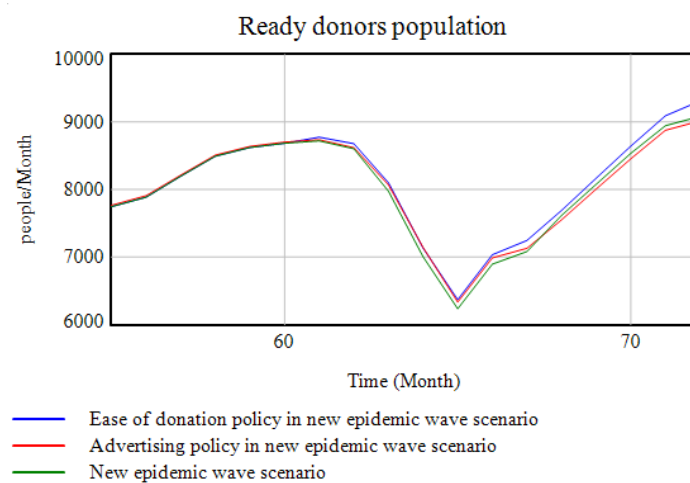 Ready donors population
10000
9000
8000
7000
6000
people/Month
60
70
Time (Month)
Ease of donation policy in new epidemic wave scenario
Advertising policy in new epidemic wave scenario
New epidemic wave scenario